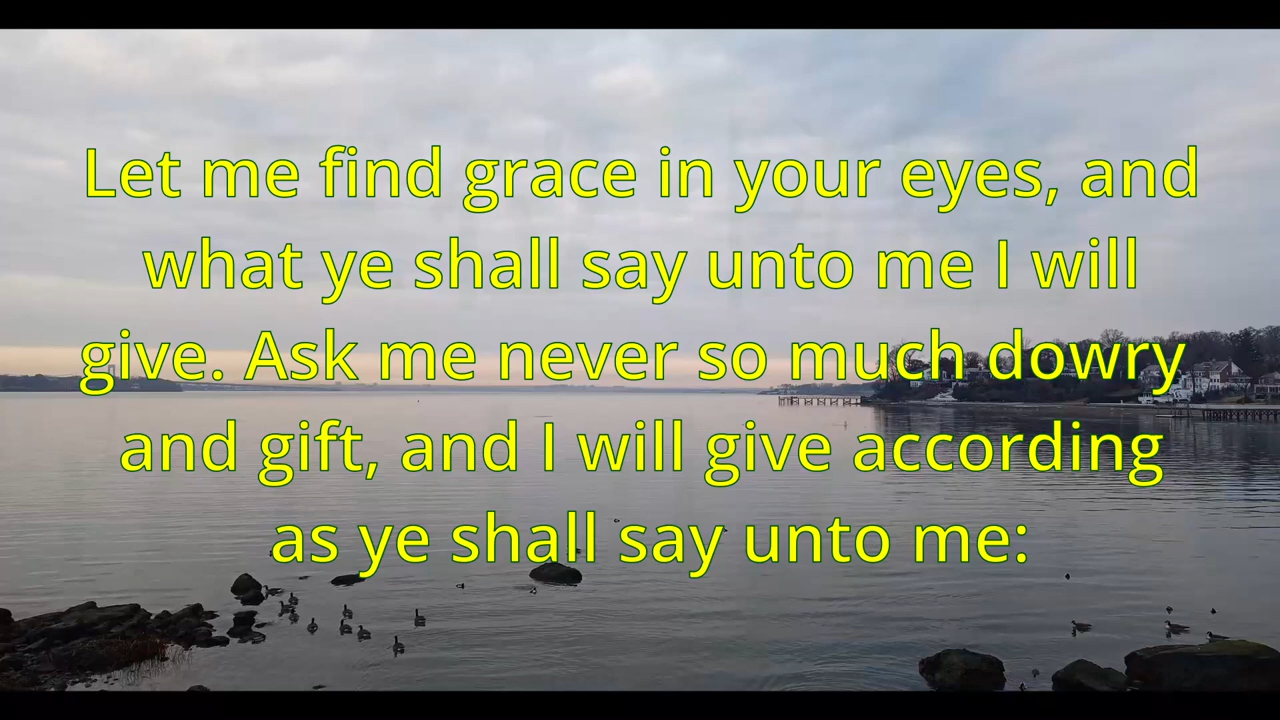 Let me find grace in your eyes, and
what ye shall say unto me I will
give. Ask me never so much dowry
and gift, and I will give according
as ye shall say unto me: